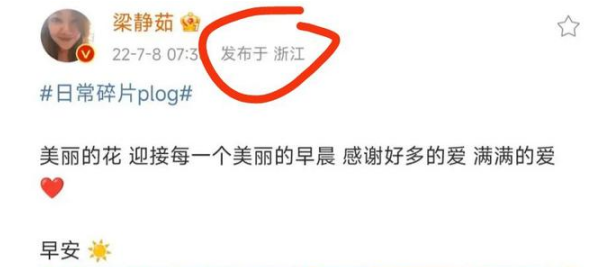 梁静茹
22-7-8 07:3 发布于 浙江
#日常碎片plog#
美丽的花 迎接每一个美丽的早晨 感谢好多的爱 满满的爱
❤️
早安 ☀️